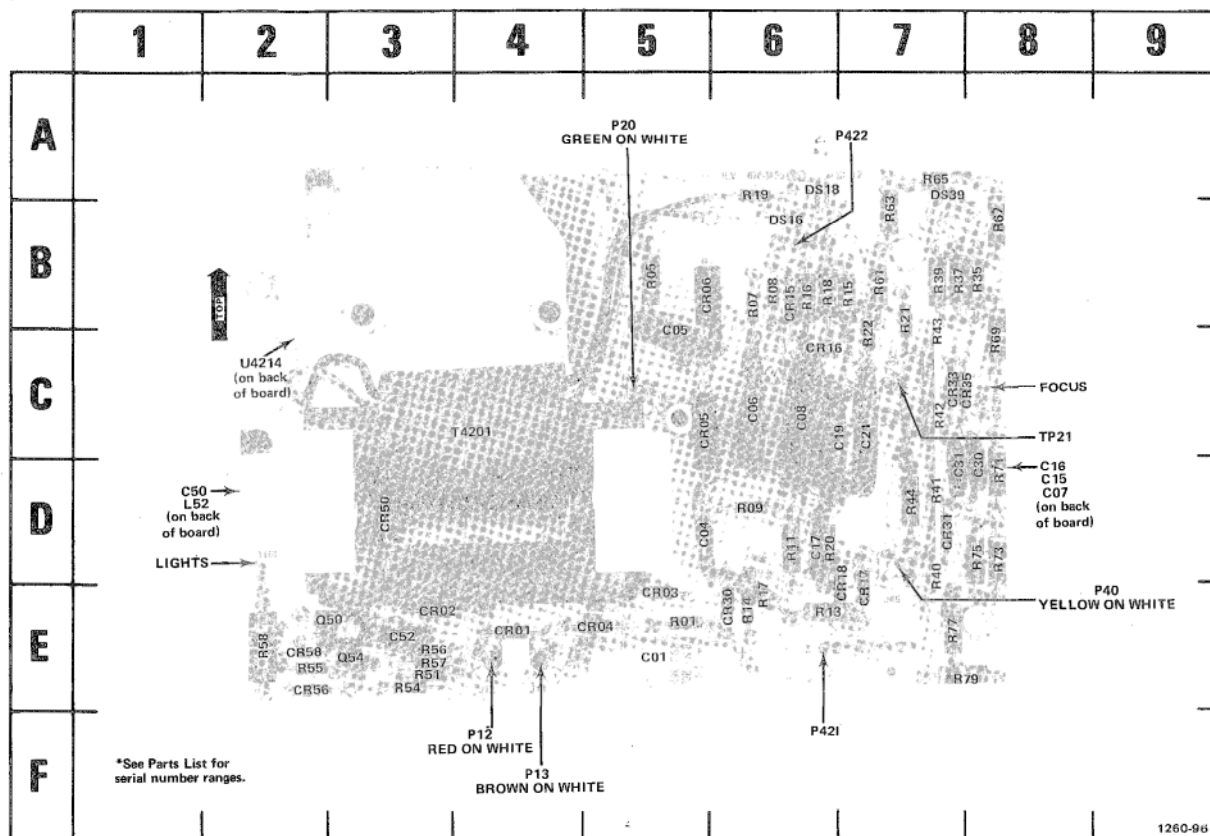 1 2 3 4 5 6 7 8 9
A
P20
GREEN ON WHITE
P422
R65
DS18
DS39
R19
R63
DS16
R67
B
R05
CR06
R07
R08
CR15
R16
R18
R15
R61
R39
R37
R35
TOP
C05
R22
R21
R43
R69
CR16
U4214
(on back
of board)
C
CR33
CR35
FOCUS
T4201
CR05
C06
C08
C19
C21
R42
TP21
C31
C30
R71
C16
C15
C07
(on back
of board)
C50
L52
(on back
of board)
D
CR50
R09
R44
R41
C04
R11
C17
R20
CR31
R75
R73
LIGHTS
CR18
CR17
R40
P40
YELLOW ON WHITE
CR03
R17
CR30
R14
R13
CR02
Q50
R01
CR04
CR01
R77
E
R58
C52
CR58
Q54
R56
C01
R57
R55
R51
R79
CR56
R54
P12
RED ON WHITE
P421
F
*See Parts List for
serial number ranges.
P13
BROWN ON WHITE
1260-96